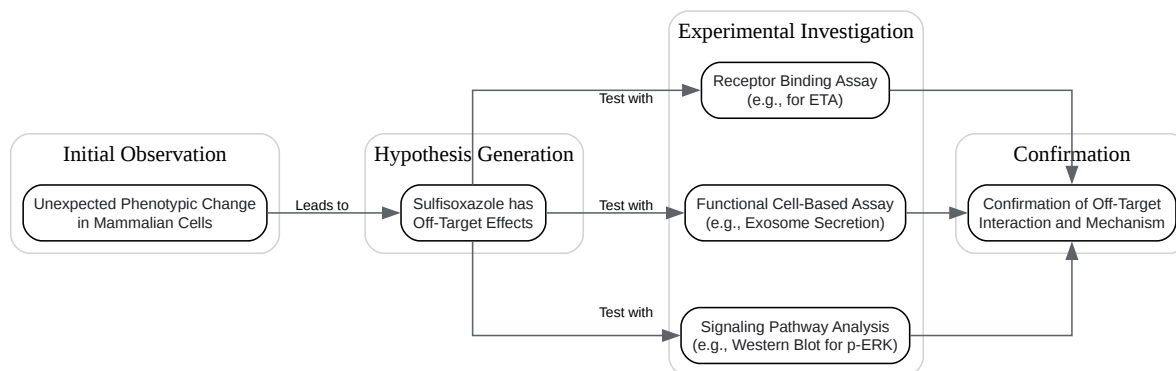 Initial Observation
Unexpected Phenotypic Change
in Mammalian Cells
Leads to
Hypothesis Generation
Sulfisoxazole has
Off-Target Effects
Test with
Test with
Test with
Experimental Investigation
Receptor Binding Assay
(e.g., for ETA)
Functional Cell-Based Assay
(e.g., Exosome Secretion)
Signaling Pathway Analysis
(e.g., Western Blot for p-ERK)
Confirmation
Confirmation of Off-Target
Interaction and Mechanism